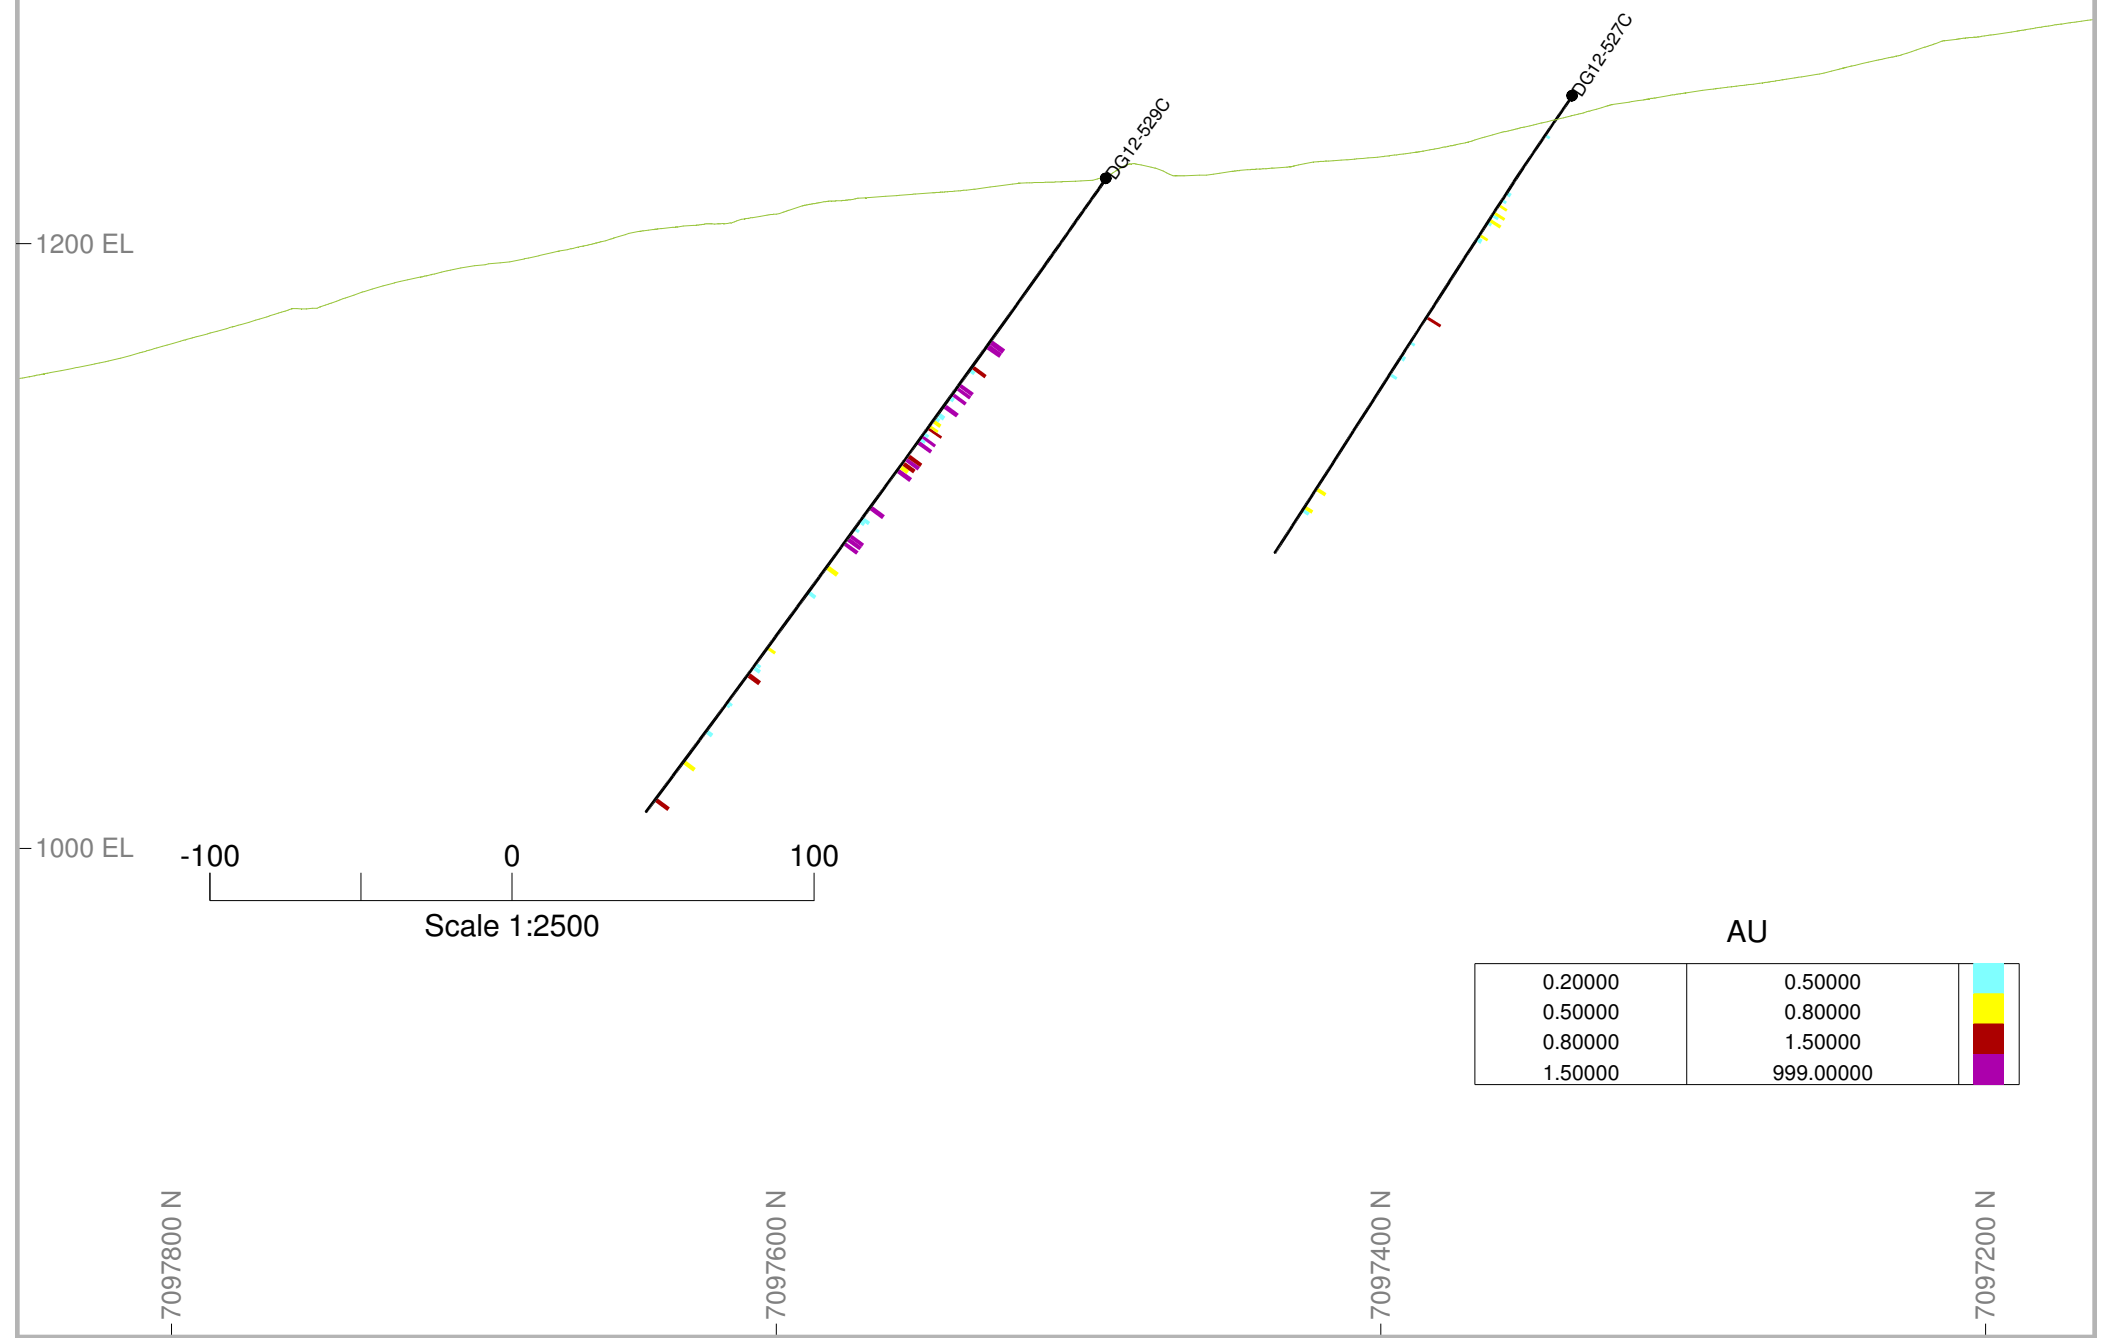 DG12-527C
DG12-529C
1200 EL
1000 EL
-100 0 100
Scale 1:2500
AU
0.20000 0.50000
0.50000 0.80000
0.80000 1.50000
1.50000 999.00000
7097800 N
7097600 N
7097400 N
7097200 N